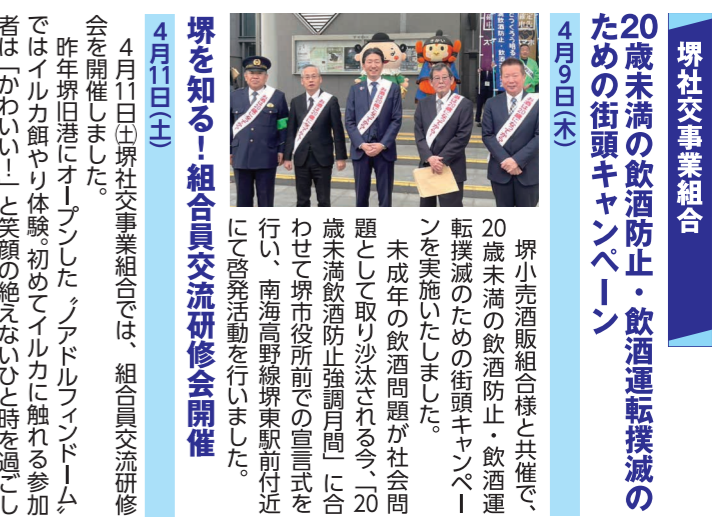 堺社交事業組合
20歳未満の飲酒防止・飲酒運転撲滅の
ための街頭キャンペーン
4月9日（木）
堺小売酒販組合様と共催で、
20歳未満の飲酒防止・飲酒運
転撲滅のための街頭キャンペー
ンを実施いたしました。
未成年の飲酒問題が社会問
題として取り沙汰される今、「20
歳未満飲酒防止強調月間」に合
わせて堺市役所前での宣言式を
行い、南海高野線堺東駅前付近
にて啓発活動を行いました。
堺を知る！組合員交流研修会開催
4月11日（土）
4月11日㈯堺社交事業組合では、組合員交流研修
会を開催しました。
昨年堺旧港にオープンした〝ノアドルフィンドーム〟
ではイルカ餌やり体験。初めてイルカに触れる参加
者は「かわいい！」と笑顔の絶えないひと時を過ごし